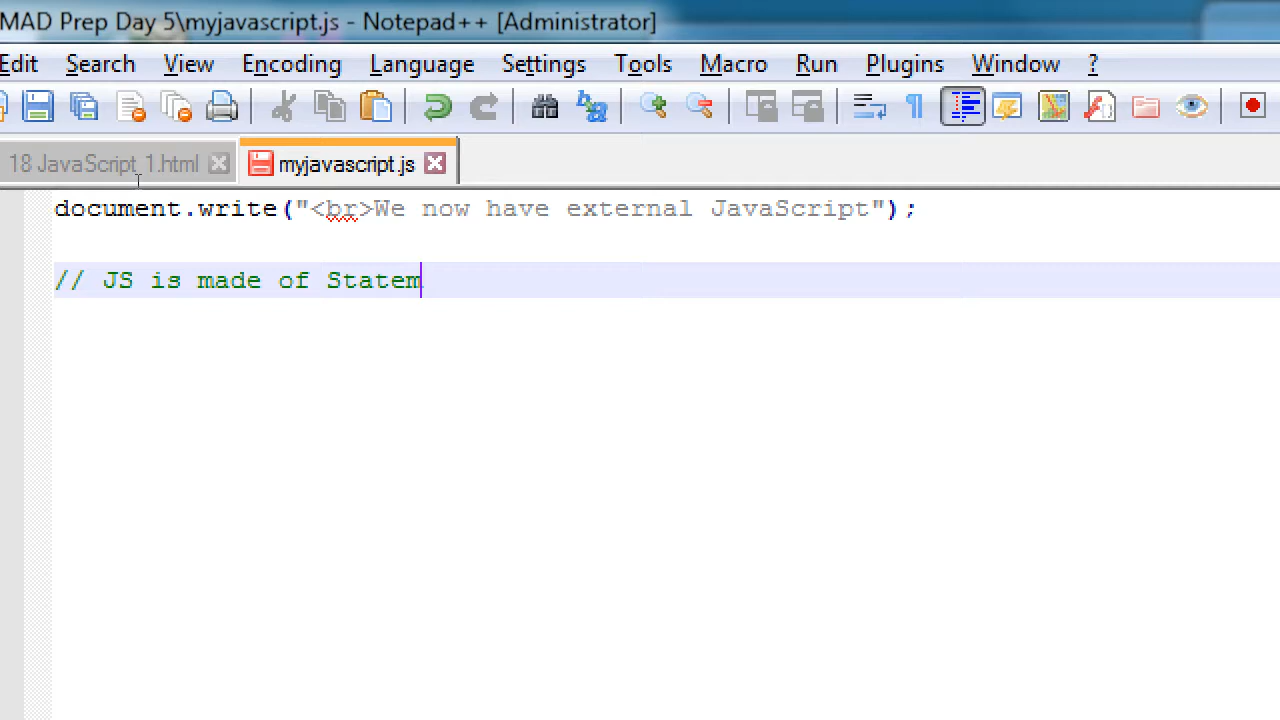 MAD Prep Day 5\myjavascript.js - Notepad++ [Administrator]
Edit Search View Encoding Language Settings Tools Macro Run Plugins Window ?
18 JavaScript_1.html myjavascript.js
document.write("<br>We now have external JavaScript");
// JS is made of Statem